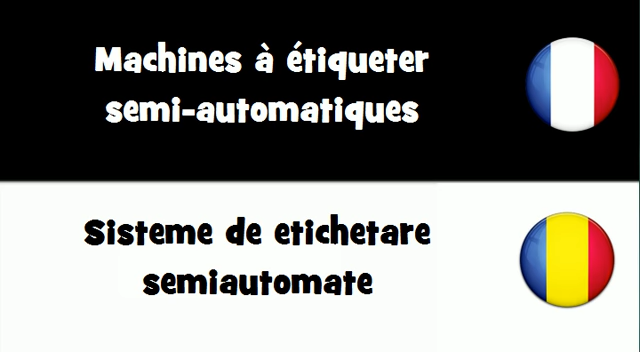 Machines à étiqueter
semi-automatiques
Sisteme de etichetare
semiautomate